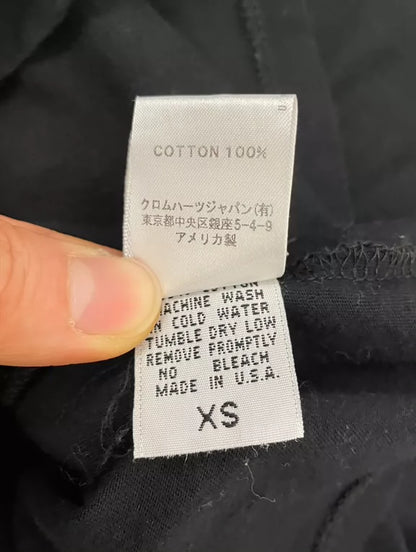 COTTON 100%
クロムハーツジャパン(有)
東京都中央区銀座5-4-9
アメリカ製
COTTON
MACHINE WASH
IN COLD WATER
TUMBLE DRY LOW
REMOVE PROMPTLY
NO BLEACH
MADE IN U.S.A.
XS